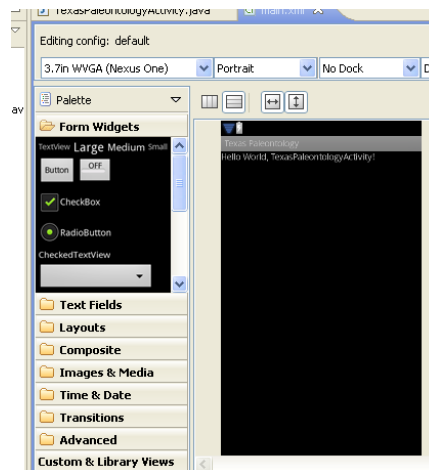 TexasPaleontologyActivity.java
main.xml
Editing config: default
3.7in WVGA (Nexus One)
Portrait
No Dock
D
av
Palette
Form Widgets
TextView Large Medium Small
Button
OFF
CheckBox
RadioButton
CheckedTextView
Text Fields
Layouts
Composite
Images & Media
Time & Date
Transitions
Advanced
Custom & Library Views
Texas Paleontology
Hello World, TexasPaleontologyActivity!